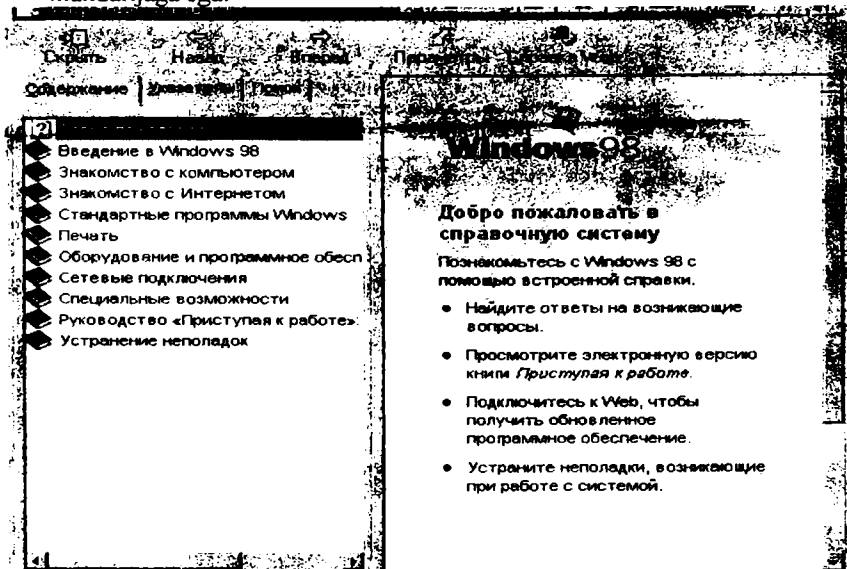 Скрыть Назад Вперед Параметры
Содержание Указатель Поиск
Введение в Windows 98
Знакомство с компьютером
Знакомство с Интернетом
Стандартные программы Windows
Печать
Оборудование и программное обесп
Сетевые подключения
Специальные возможности
Руководство «Приступая к работе»:
Устранение неполадок
Windows98
Добро пожаловать в
справочную систему
Познакомьтесь с Windows 98 с
помощью встроенной справки.
• Найдите ответы на возникающие
вопросы.
• Просмотрите электронную версию
книги Приступая к работе.
• Подключитесь к Web, чтобы
получить обновленное
программное обеспечение.
• Устраните неполадки, возникающие
при работе с системой.